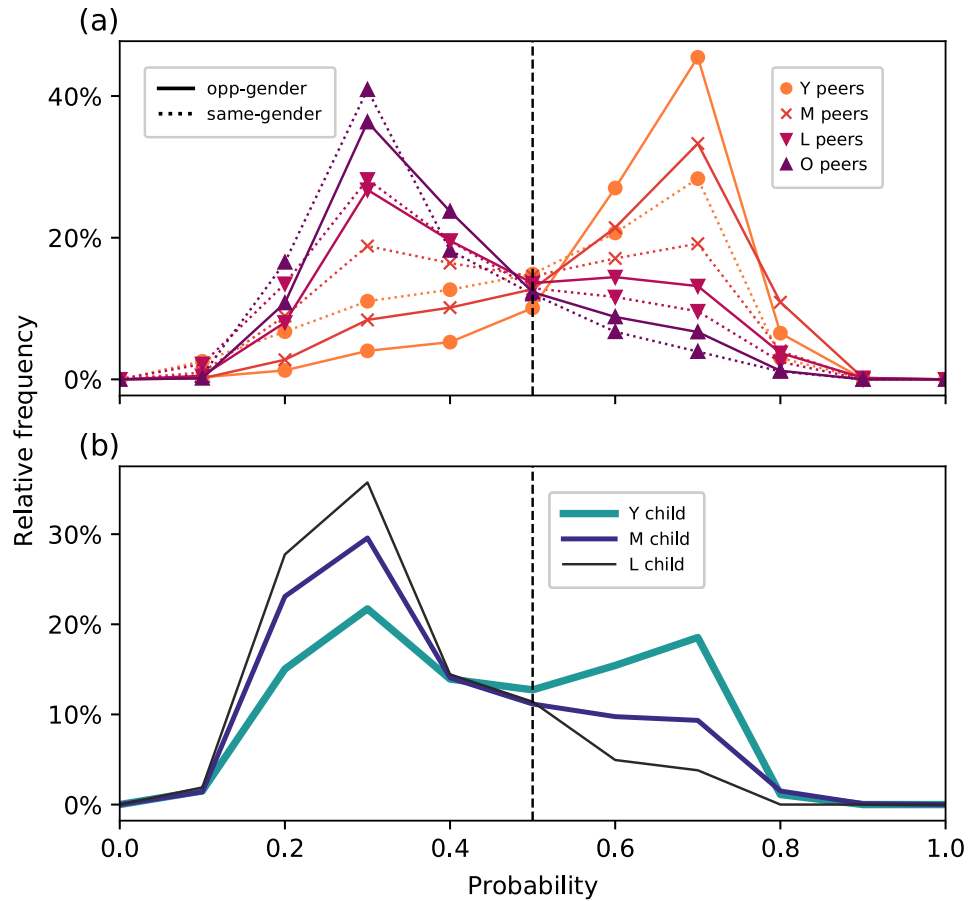 (a)
40%
20%
0%
opp-gender
same-gender
Y peers
M peers
L peers
O peers
Relative frequency
(b)
30%
20%
10%
0%
Y child
M child
L child
0.0 0.2 0.4 0.6 0.8 1.0
Probability